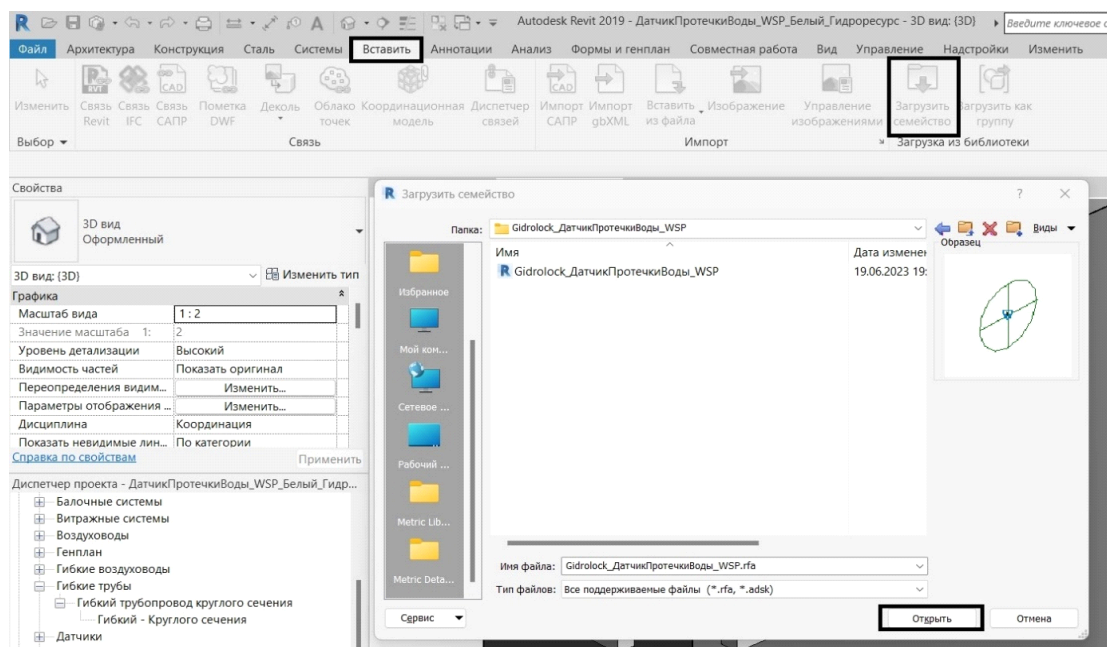 Autodesk Revit 2019 - ДатчикПротечкиВоды_WSP_Белый_Гидроресурс - 3D вид: {3D}
Введите ключевое с
Файл Архитектура Конструкция Сталь Системы Вставить Аннотации Анализ Формы и генплан Совместная работа Вид Управление Надстройки Изменить
Изменить Связь Revit Связь IFC Связь САПР Пометка DWF Деколь Облако точек Координационная модель Диспетчер связей Импорт САПР Импорт gbXML Вставить из файла Изображение Управление изображениями Загрузить семейство Загрузить как группу
Выбор Связь Импорт Загрузка из библиотеки
Свойства
3D вид
Оформленный
3D вид: {3D} Изменить тип
Графика
Масштаб вида 1 : 2
Значение масштаба 1: 2
Уровень детализации Высокий
Видимость частей Показать оригинал
Переопределения видим... Изменить...
Параметры отображения ... Изменить...
Дисциплина Координация
Показать невидимые лин... По категории
Справка по свойствам Применить
Диспетчер проекта - ДатчикПротечкиВоды_WSP_Белый_Гидр...
Балочные системы
Витражные системы
Воздуховоды
Генплан
Гибкие воздуховоды
Гибкие трубы
Гибкий трубопровод круглого сечения
Гибкий - Круглого сечения
Датчики
Загрузить семейство ?
Папка: Gidrolock_ДатчикПротечкиВоды_WSP Виды
Имя Дата изменен
Gidrolock_ДатчикПротечкиВоды_WSP 19.06.2023 19:
Образец
Избранное
Мой ком...
Сетевое ...
Рабочий ...
Metric Lib...
Metric Deta...
Имя файла: Gidrolock_ДатчикПротечкиВоды_WSP.rfa
Тип файлов: Все поддерживаемые файлы (*.rfa, *.adsk)
Сервис Открыть Отмена